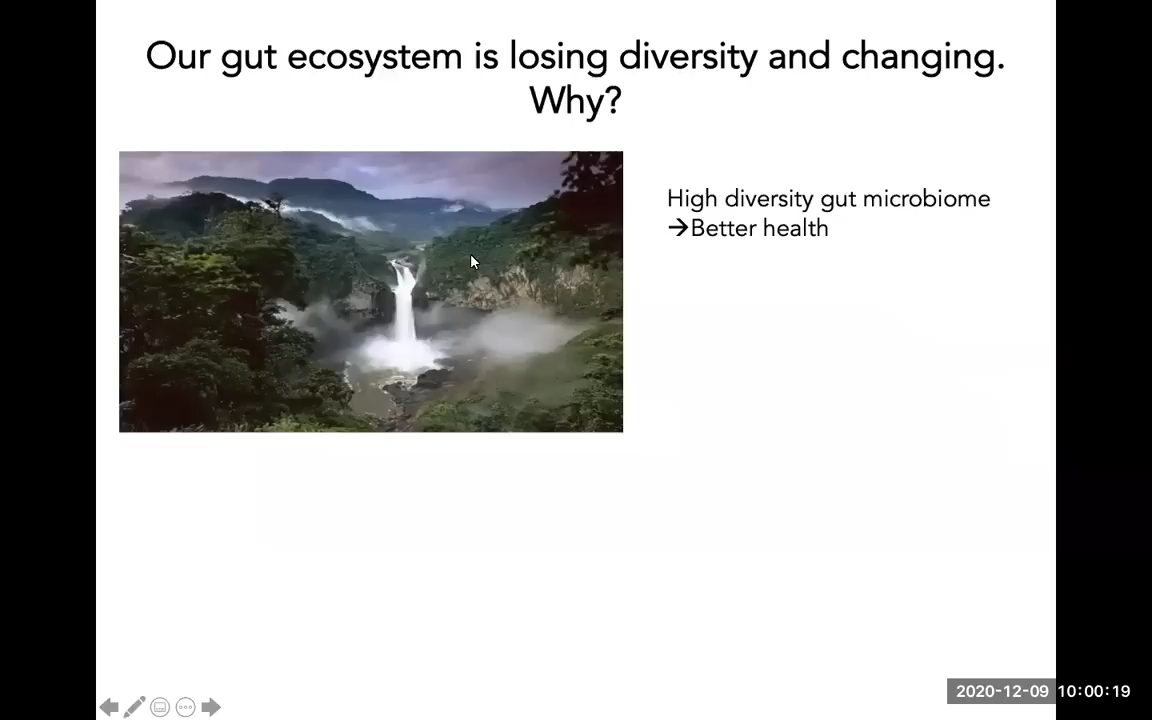 Our gut ecosystem is losing diversity and changing.
Why?
High diversity gut microbiome
→Better health
2020-12-09 10:00:19